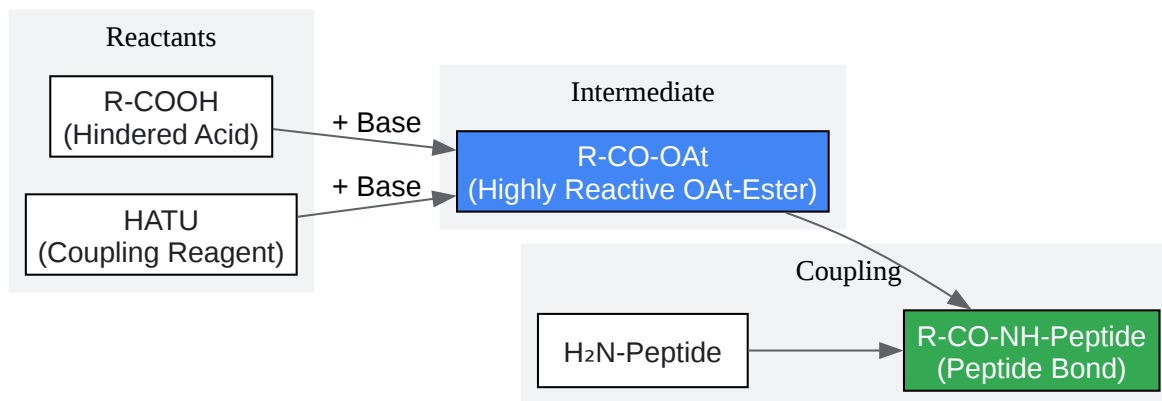 Reactants
R-COOH
(Hindered Acid)
HATU
(Coupling Reagent)
+ Base
+ Base
Intermediate
R-CO-OAt
(Highly Reactive OAt-Ester)
Coupling
H₂N-Peptide
R-CO-NH-Peptide
(Peptide Bond)